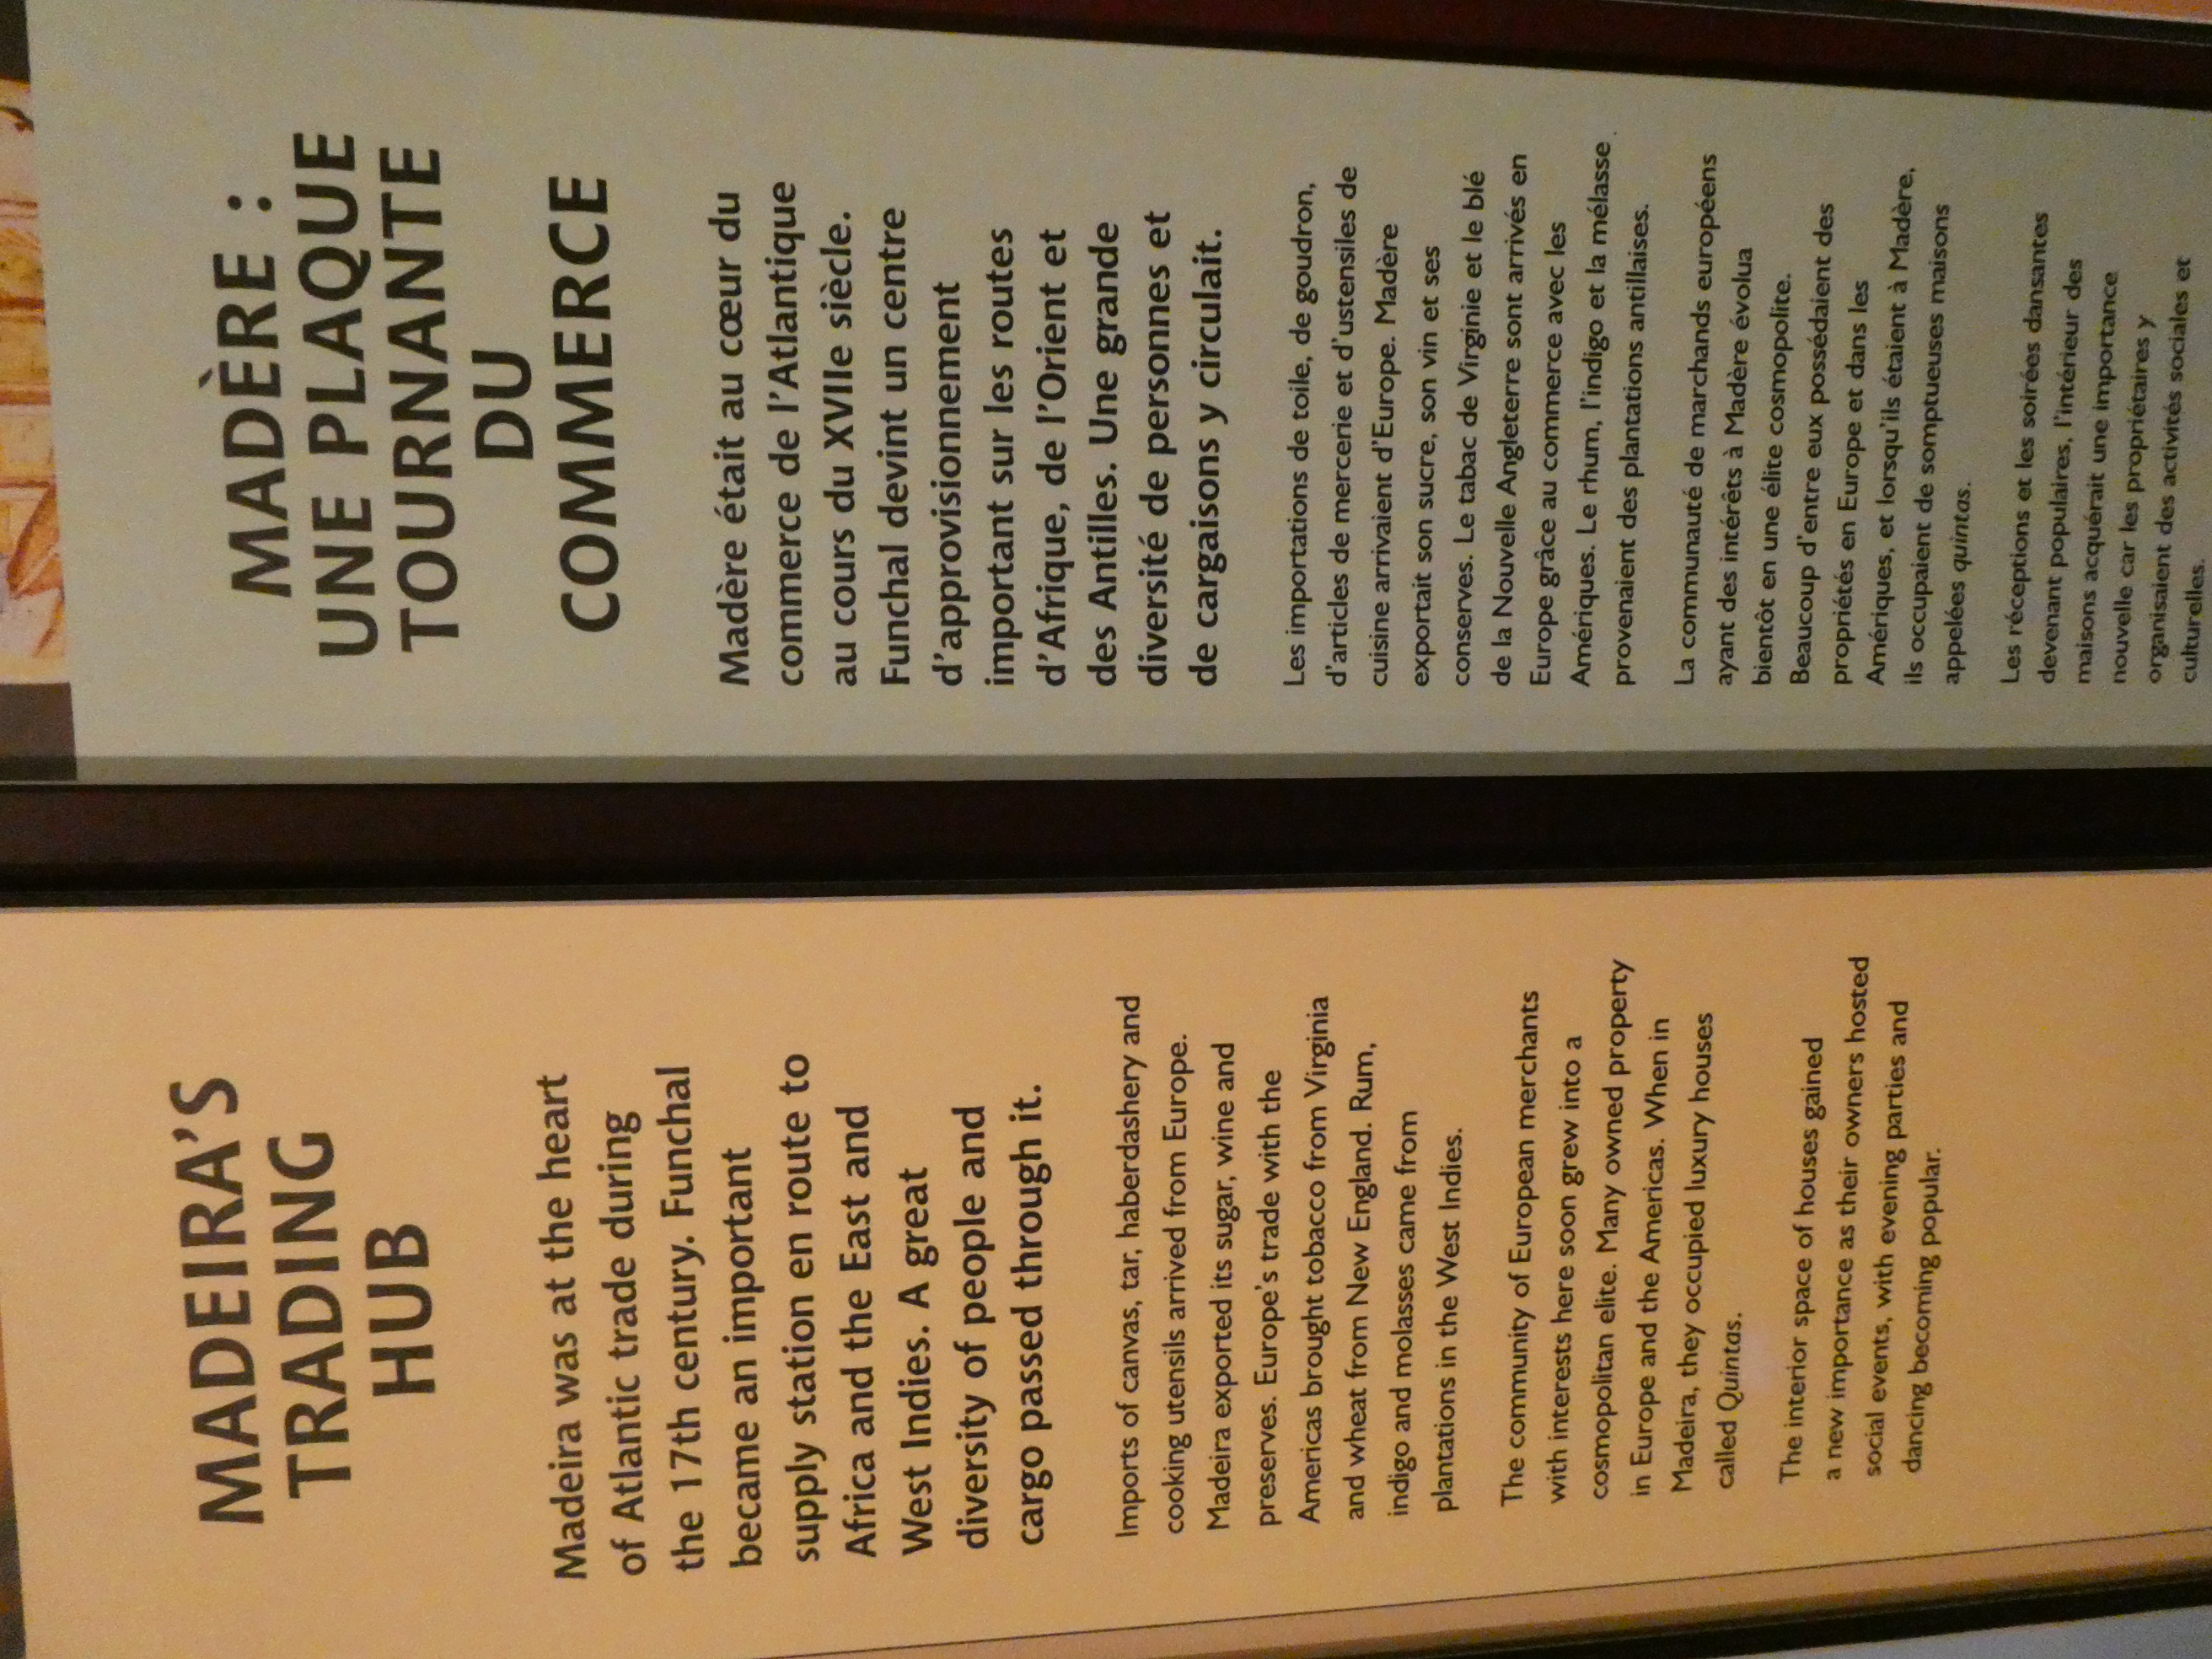 MADEIRA'S
TRADING
HUB
Madeira was at the heart
of Atlantic trade during
the 17th century. Funchal
became an important
supply station en route to
Africa and the East and
West Indies. A great
diversity of people and
cargo passed through it.
Imports of canvas, tar, haberdashery and
cooking utensils arrived from Europe.
Madeira exported its sugar, wine and
preserves. Europe's trade with the
Americas brought tobacco from Virginia
and wheat from New England. Rum,
indigo and molasses came from
plantations in the West Indies.
The community of European merchants
with interests here soon grew into a
cosmopolitan elite. Many owned property
in Europe and the Americas. When in
Madeira, they occupied luxury houses
called Quintas.
The interior space of houses gained
a new importance as their owners hosted
social events, with evening parties and
dancing becoming popular.
MADÈRE :
UNE PLAQUE
TOURNANTE
DU
COMMERCE
Madère était au cœur du
commerce de l'Atlantique
au cours du XVIIe siècle.
Funchal devint un centre
d'approvisionnement
important sur les routes
d'Afrique, de l'Orient et
des Antilles. Une grande
diversité de personnes et
de cargaisons y circulait.
Les importations de toile, de goudron,
d'articles de mercerie et d'ustensiles de
cuisine arrivaient d'Europe. Madère
exportait son sucre, son vin et ses
conserves. Le tabac de Virginie et le blé
de la Nouvelle Angleterre sont arrivés en
Europe grâce au commerce avec les
Amériques. Le rhum, l'indigo et la mélasse
provenaient des plantations antillaises.
La communauté de marchands européens
ayant des intérêts à Madère évolua
bientôt en une élite cosmopolite.
Beaucoup d'entre eux possédaient des
propriétés en Europe et dans les
Amériques, et lorsqu'ils étaient à Madère,
ils occupaient de somptueuses maisons
appelées quintas.
Les réceptions et les soirées dansantes
devenant populaires, l'intérieur des
maisons acquérait une importance
nouvelle car les propriétaires y
organisaient des activités sociales et
culturelles.